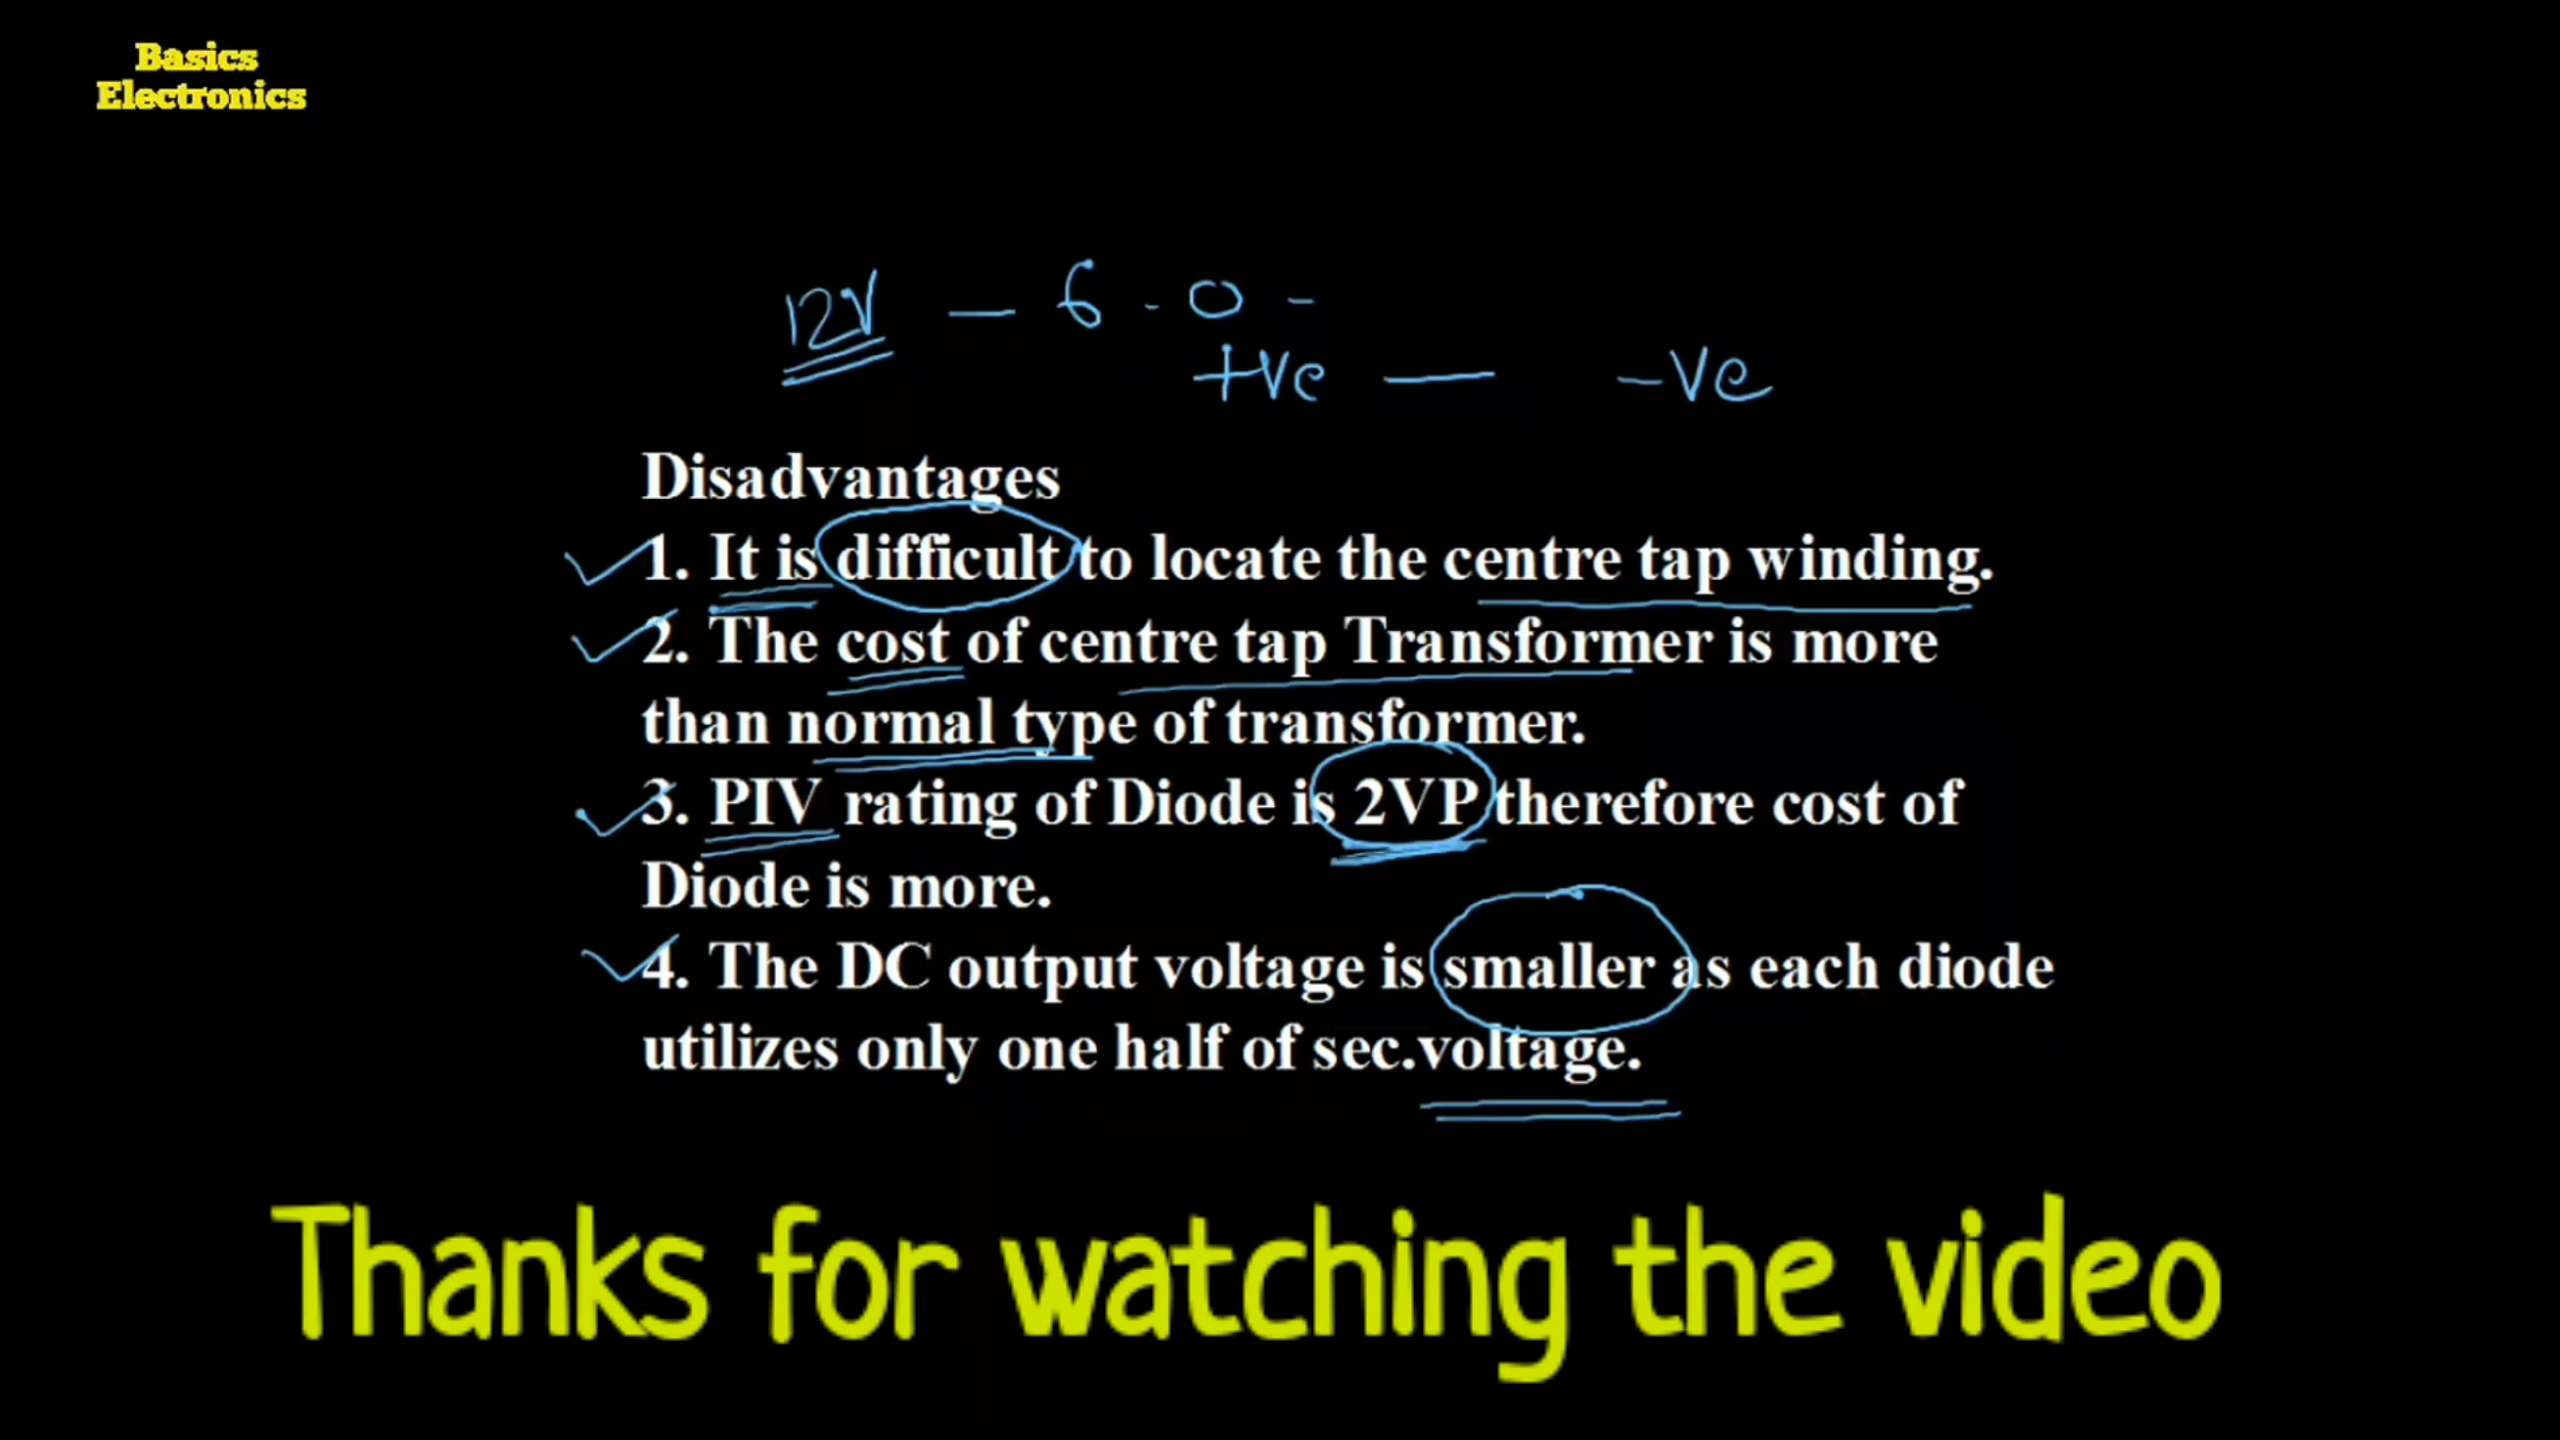 Basics
Electronics
12V — 6 - 0 -
+ve — -ve
Disadvantages
1. It is difficult to locate the centre tap winding.
2. The cost of centre tap Transformer is more
than normal type of transformer.
3. PIV rating of Diode is 2VP therefore cost of
Diode is more.
4. The DC output voltage is smaller as each diode
utilizes only one half of sec.voltage.
Thanks for watching the video